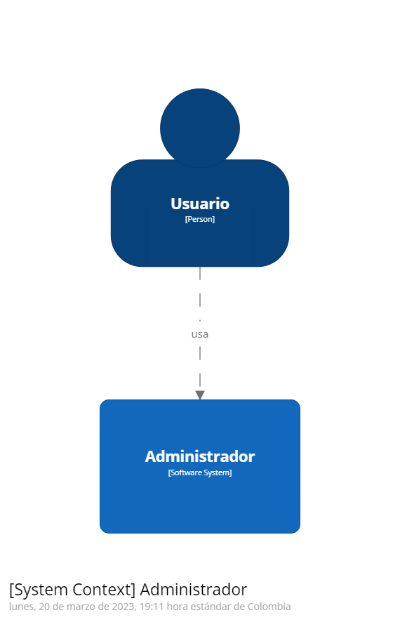 Usuario
[Person]
usa
Administrador
[Software System]
[System Context] Administrador
lunes, 20 de marzo de 2023, 19:11 hora estándar de Colombia